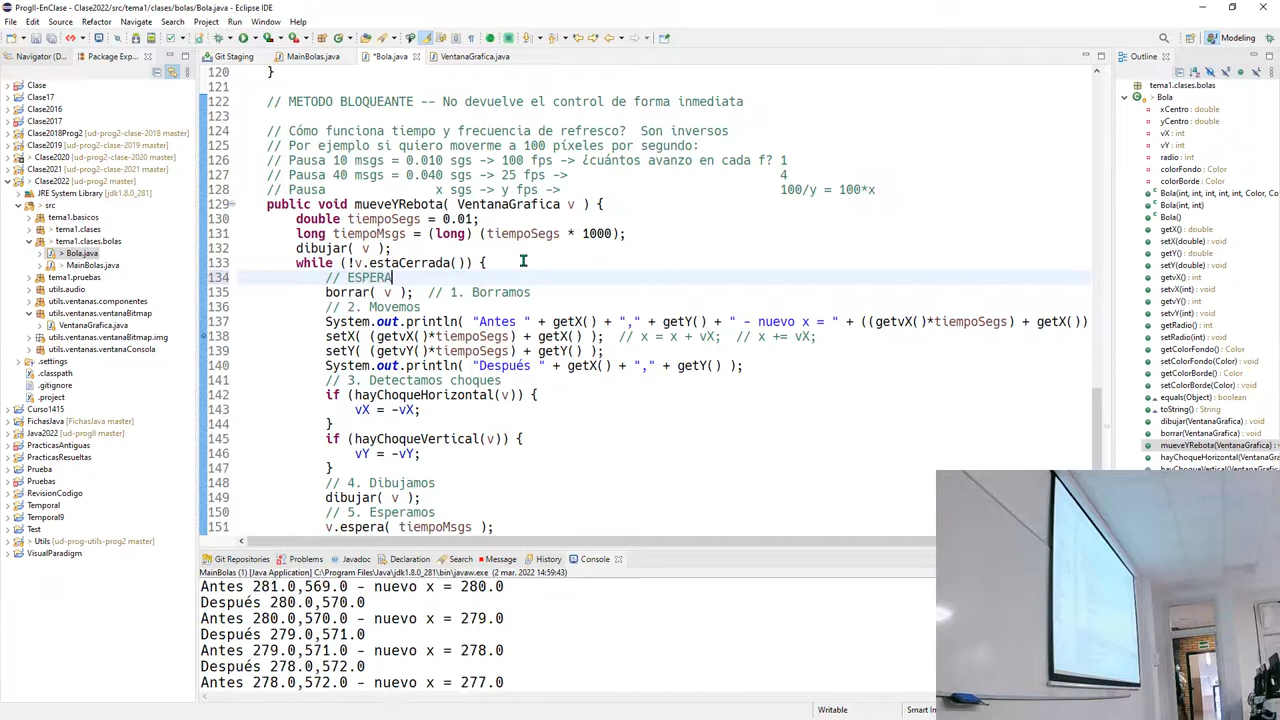 ProgII-EnClase - Clase2022/src/tema1/clases/bolas/Bola.java - Eclipse IDE
File Edit Source Refactor Navigate Search Project Run Window Help
Modeling
Navigator (D...
Package Exp...
Git Staging
MainBolas.java
*Bola.java
VentanaGrafica.java
Outline
Clase
Clase17
Clase2016
Clase2017
Clase2018Prog2 [ud-prog2-clase-2018 master]
Clase2019 [ud-prog2-clase-2019 master]
> Clase2020 [ud-prog2-clase-2020 master]
Clase2021 [ud-prog2-clase-2021 master]
> Clase2022 [ud-prog2 master]
JRE System Library [jdk1.8.0_281]
> src
tema1.basicos
> tema1.clases
> tema1.clases.bolas
> Bola.java
> MainBolas.java
tema1.pruebas
utils.audio
utils.ventanas.componentes
utils.ventanas.ventanaBitmap
VentanaGrafica.java
utils.ventanas.ventanaBitmap.img
utils.ventanas.ventanaConsola
.settings
.classpath
.gitignore
.project
Curso1415
FichasJava [FichasJava master]
Java2022 [ud-progII master]
PracticasAntiguas
PracticasResueltas
Prueba
Pruebas
RevisionCodigo
Temporal
Temporal9
Test
> Utils [ud-prog-utils-prog2 master]
VisualParadigm
120 }
121
122 // METODO BLOQUEANTE -- No devuelve el control de forma inmediata
123
124 // Cómo funciona tiempo y frecuencia de refresco? Son inversos
125 // Por ejemplo si quiero moverme a 100 píxeles por segundo:
126 // Pausa 10 msgs = 0.010 sgs -> 100 fps -> ¿cuántos avanzo en cada f? 1
127 // Pausa 40 msgs = 0.040 sgs -> 25 fps -> 4
128 // Pausa x sgs -> y fps -> 100/y = 100*x
129 public void mueveYRebota( VentanaGrafica v ) {
130 double tiempoSegs = 0.01;
131 long tiempoMsgs = (long) (tiempoSegs * 1000);
132 dibujar( v );
133 while (!v.estaCerrada()) {
134 // ESPERA
135 borrar( v ); // 1. Borramos
136 // 2. Movemos
137 System.out.println( "Antes " + getX() + "," + getY() + " - nuevo x = " + ((getvX()*tiempoSegs) + getX())
138 setX( (getvX()*tiempoSegs) + getX() ); // x = x + vX; // x += vX;
139 setY( (getvY()*tiempoSegs) + getY() );
140 System.out.println( "Después " + getX() + "," + getY() );
141 // 3. Detectamos choques
142 if (hayChoqueHorizontal(v)) {
143 vX = -vX;
144 }
145 if (hayChoqueVertical(v)) {
146 vY = -vY;
147 }
148 // 4. Dibujamos
149 dibujar( v );
150 // 5. Esperamos
151 v.espera( tiempoMsgs );
tema1.clases.bolas
Bola
xCentro : double
yCentro : double
vX : int
vY : int
radio : int
colorFondo : Color
colorBorde : Color
Bola(int, int, int, int, int, Color,
Bola(int, int)
Bola()
getX() : double
setX(double) : void
getY() : double
setY(double) : void
getvX() : int
setvX(int) : void
getvY() : int
setvY(int) : void
getRadio() : int
setRadio(int) : void
getColorFondo() : Color
setColorFondo(Color) : void
getColorBorde() : Color
setColorBorde(Color) : void
equals(Object) : boolean
toString() : String
dibujar(VentanaGrafica) : void
borrar(VentanaGrafica) : void
mueveYRebota(VentanaGrafica) :
hayChoqueHorizontal(VentanaGra
Git Repositories
Problems
Javadoc
Declaration
Search
Message
History
Console
MainBolas (1) [Java Application] C:\Program Files\Java\jdk1.8.0_281\bin\javaw.exe (2 mar. 2022 14:59:43)
Antes 281.0,569.0 - nuevo x = 280.0
Después 280.0,570.0
Antes 280.0,570.0 - nuevo x = 279.0
Después 279.0,571.0
Antes 279.0,571.0 - nuevo x = 278.0
Después 278.0,572.0
Antes 278.0,572.0 - nuevo x = 277.0
Writable
Smart In